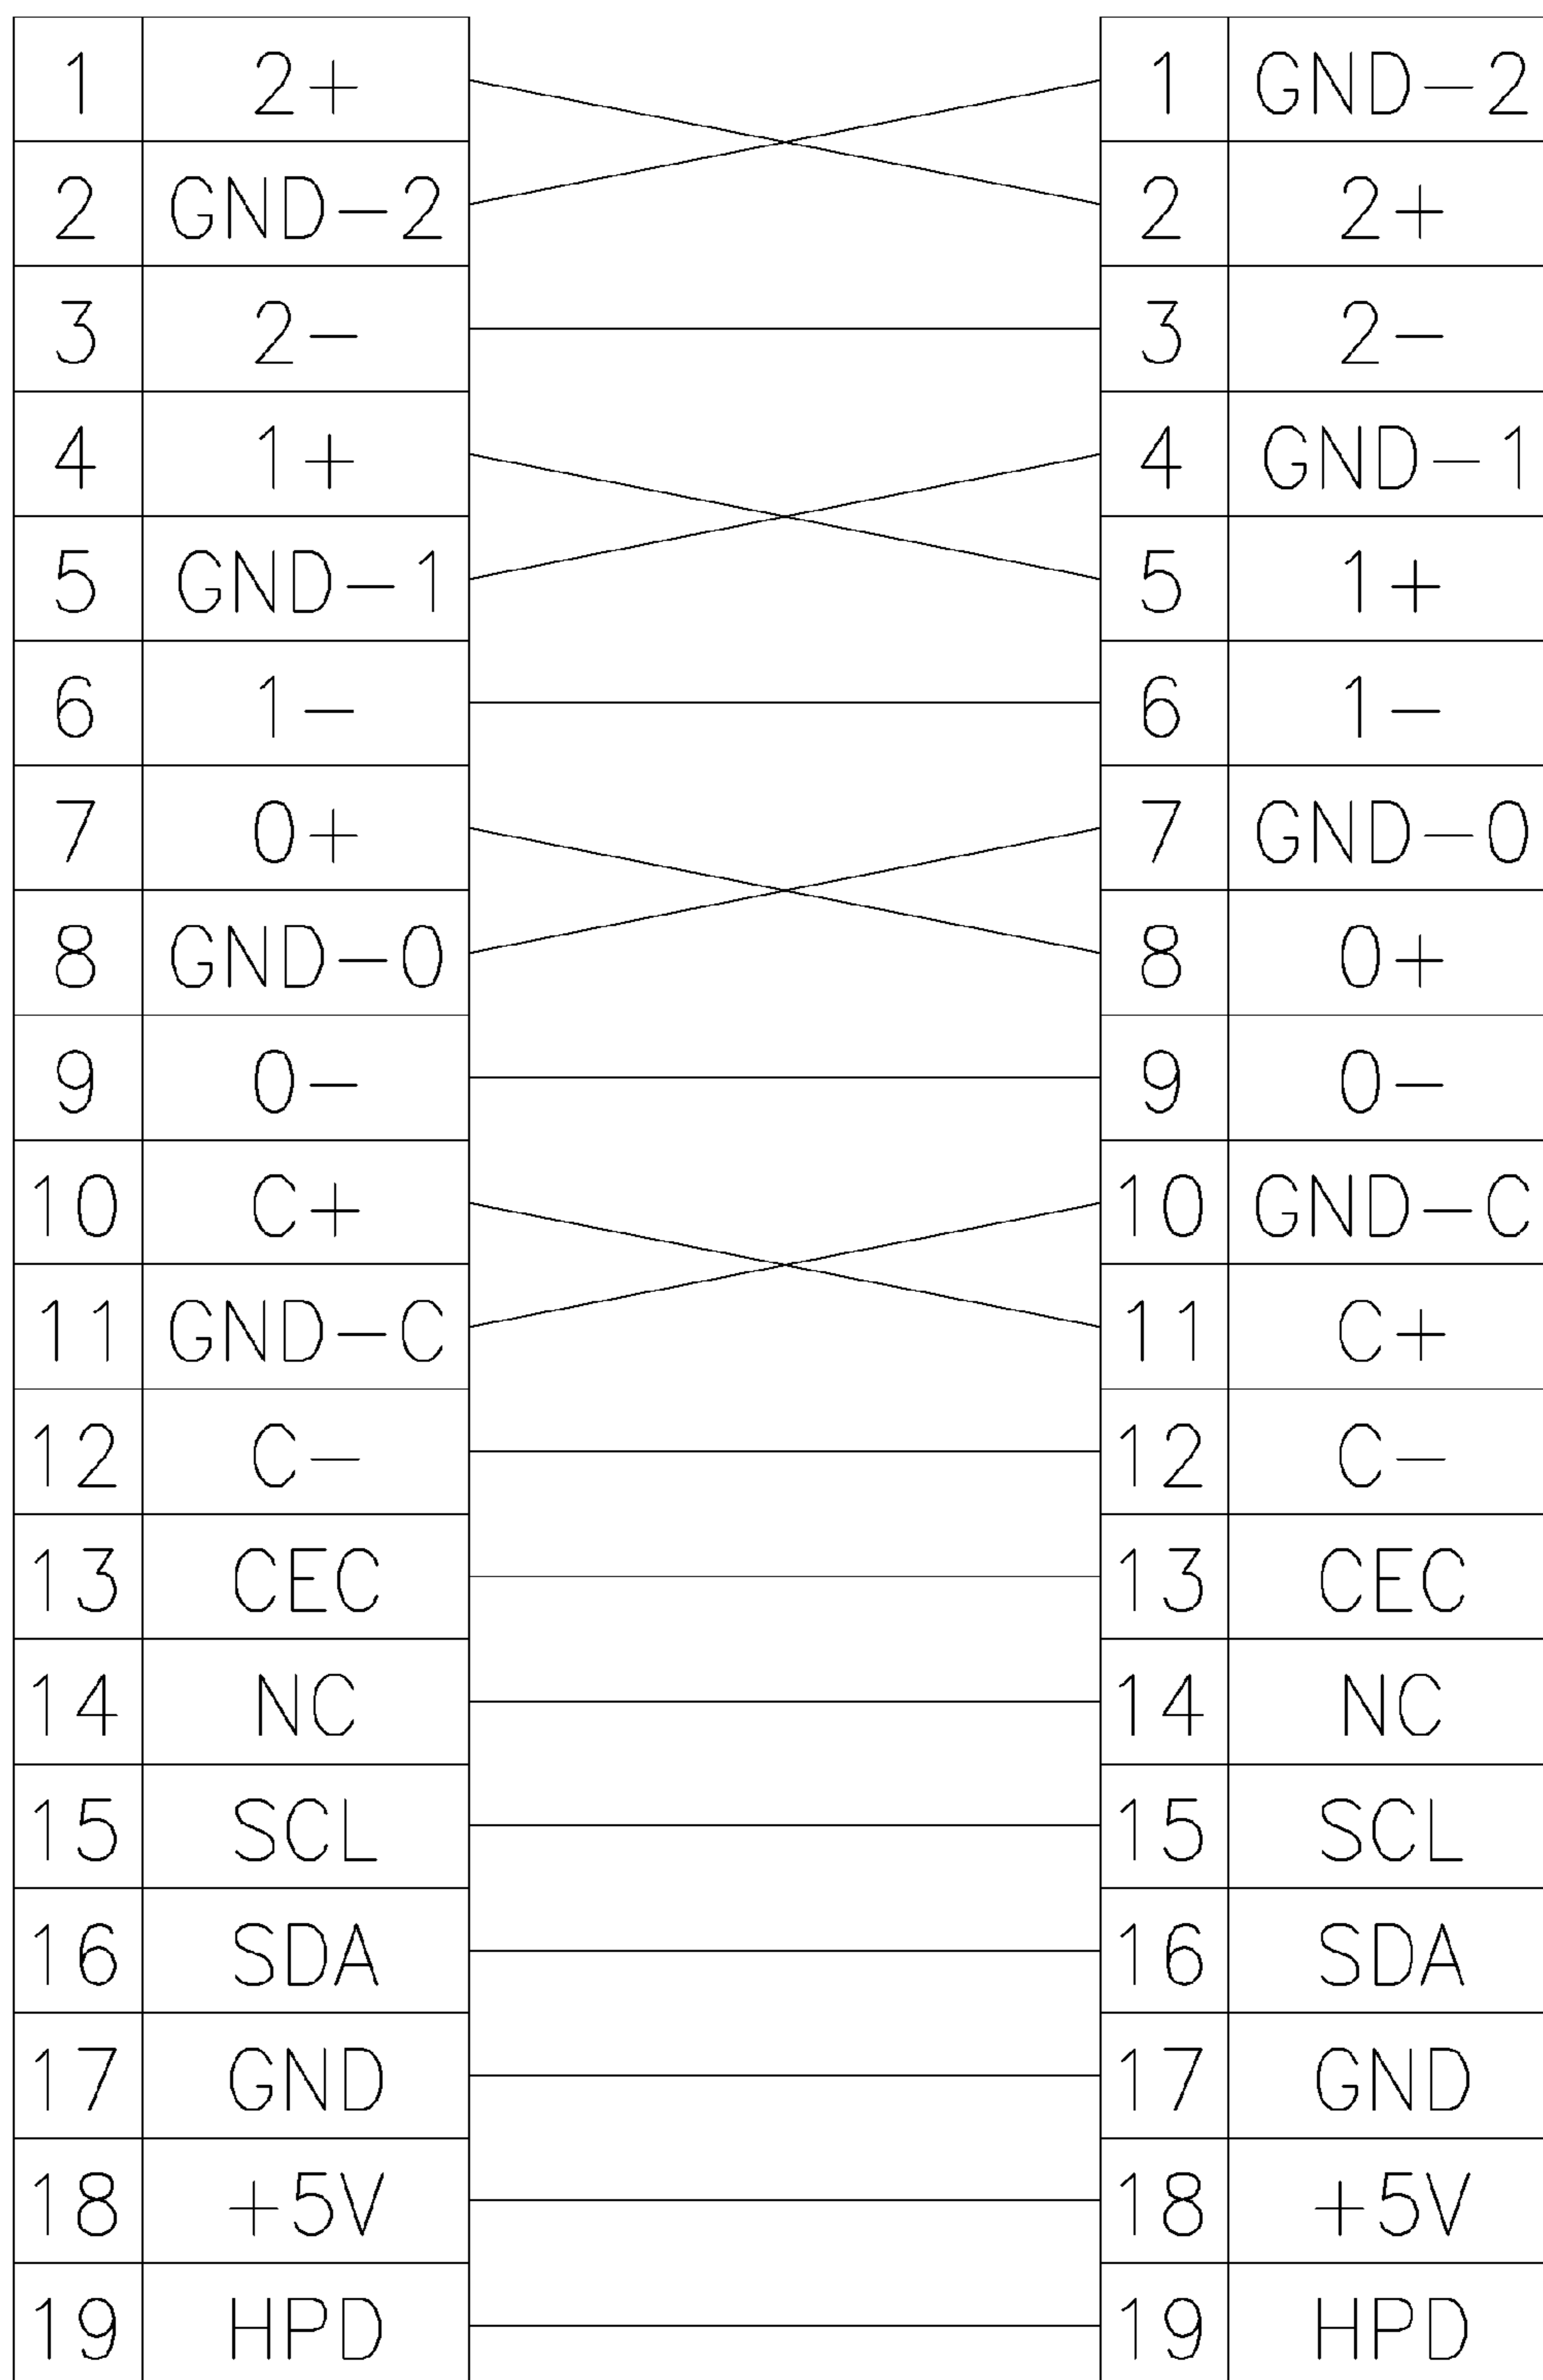 1 2+ 1 GND-2
2 GND-2 2 2+
3 2- 3 2-
4 1+ 4 GND-1
5 GND-1 5 1+
6 1- 6 1-
7 0+ 7 GND-0
8 GND-0 8 0+
9 0- 9 0-
10 C+ 10 GND-C
11 GND-C 11 C+
12 C- 12 C-
13 CEC 13 CEC
14 NC 14 NC
15 SCL 15 SCL
16 SDA 16 SDA
17 GND 17 GND
18 +5V 18 +5V
19 HPD 19 HPD